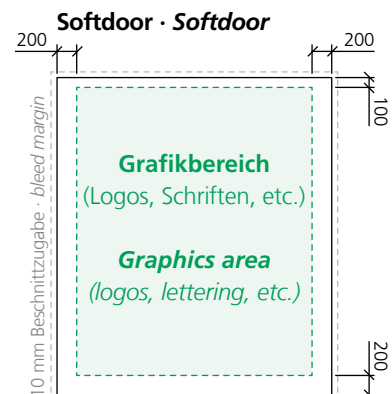 Softdoor · Softdoor
200
200
100
Grafikbereich
(Logos, Schriften, etc.)
Graphics area
(logos, lettering, etc.)
10 mm Beschnittzugabe · bleed margin
200